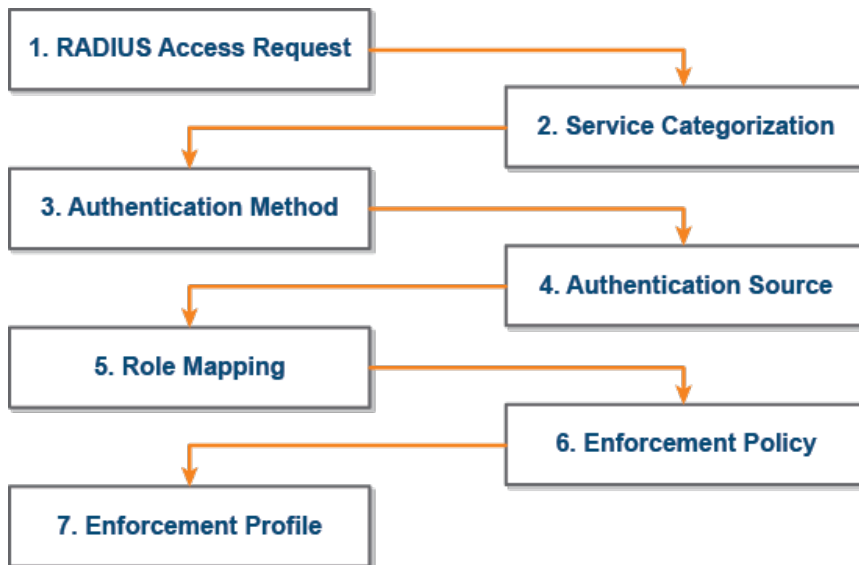 1. RADIUS Access Request
2. Service Categorization
3. Authentication Method
4. Authentication Source
5. Role Mapping
6. Enforcement Policy
7. Enforcement Profile